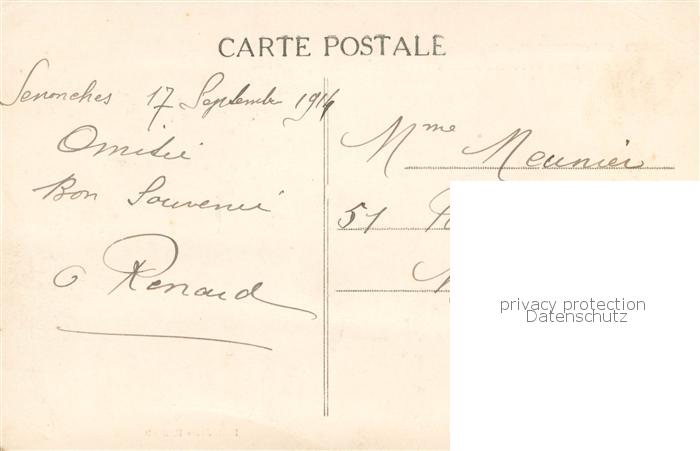 CARTE POSTALE
Senonches 17 Septembre 1914
Amitié
Bon Souvenir
Renard
Mme Meunier
51
privacy protection
Datenschutz